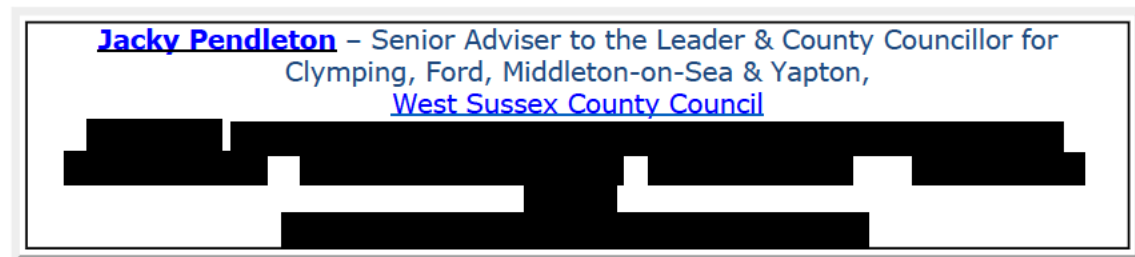 Jacky Pendleton – Senior Adviser to the Leader & County Councillor for
Clymping, Ford, Middleton-on-Sea & Yapton,
West Sussex County Council